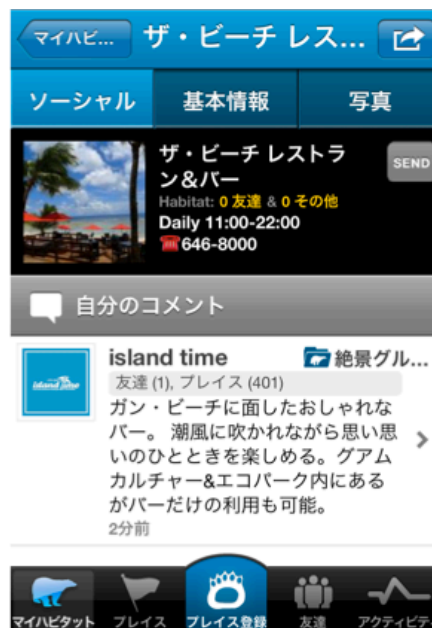 マイハビ... ザ・ビーチ レス...
ソーシャル 基本情報 写真
ザ・ビーチ レストラ
ン&バー
SEND
Habitat: 0 友達 & 0 その他
Daily 11:00-22:00
☎646-8000
自分のコメント
island time 絶景グル...
island time
友達 (1), プレイス (401)
ガン・ビーチに面したおしゃれな
バー。 潮風に吹かれながら思い思
いのひとときを楽しめる。グアム
カルチャー&エコパーク内にある
がバーだけの利用も可能。
2分前
マイハビタット プレイス プレイス登録 友達 アクティビティ